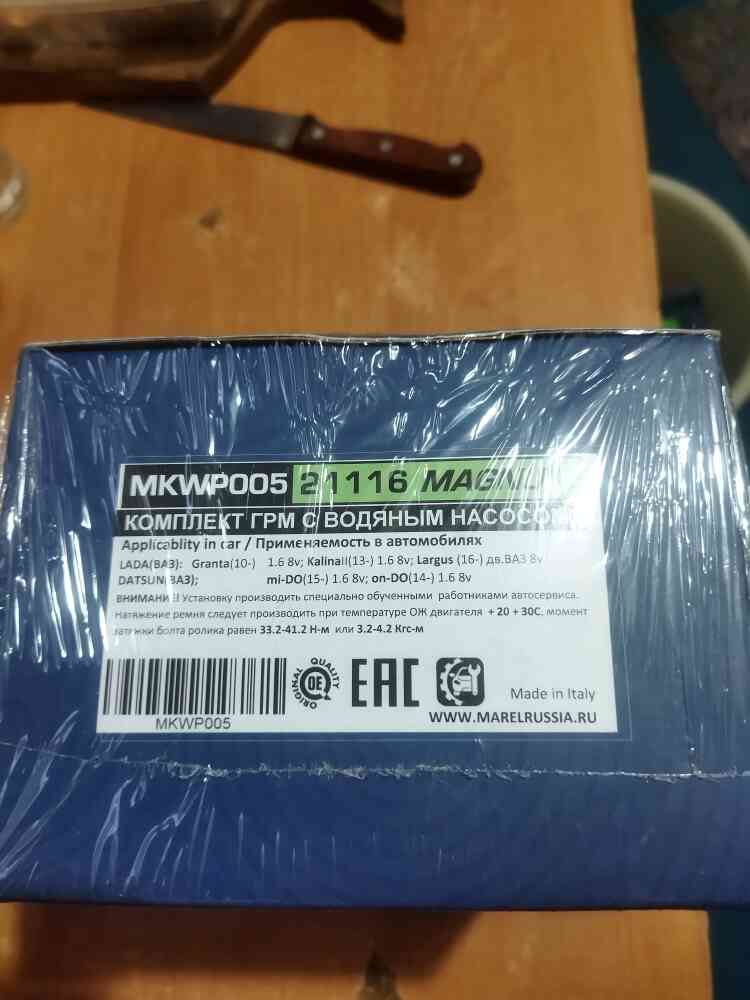 MKWP005 21116 MAGNUM
КОМПЛЕКТ ГРМ С ВОДЯНЫМ НАСОСОМ
Applicablity in car / Применяемость в автомобилях
LADA(ВАЗ): Granta(10-) 1.6 8v; KalinaII(13-) 1.6 8v; Largus (16-) дв.ВАЗ 8v
DATSUN(ВАЗ); mi-DO(15-) 1.6 8v; on-DO(14-) 1.6 8v
ВНИМАНИЕ! Установку производить специально обученными работниками автосервиса.
Натяжение ремня следует производить при температуре ОЖ двигателя + 20 + 30С, момент
затяжки болта ролика равен 33.2-41.2 Н-м или 3.2-4.2 Кгс-м
MKWP005
ORIGINAL QUALITY
OE
EAC
Made in Italy
WWW.MARELRUSSIA.RU